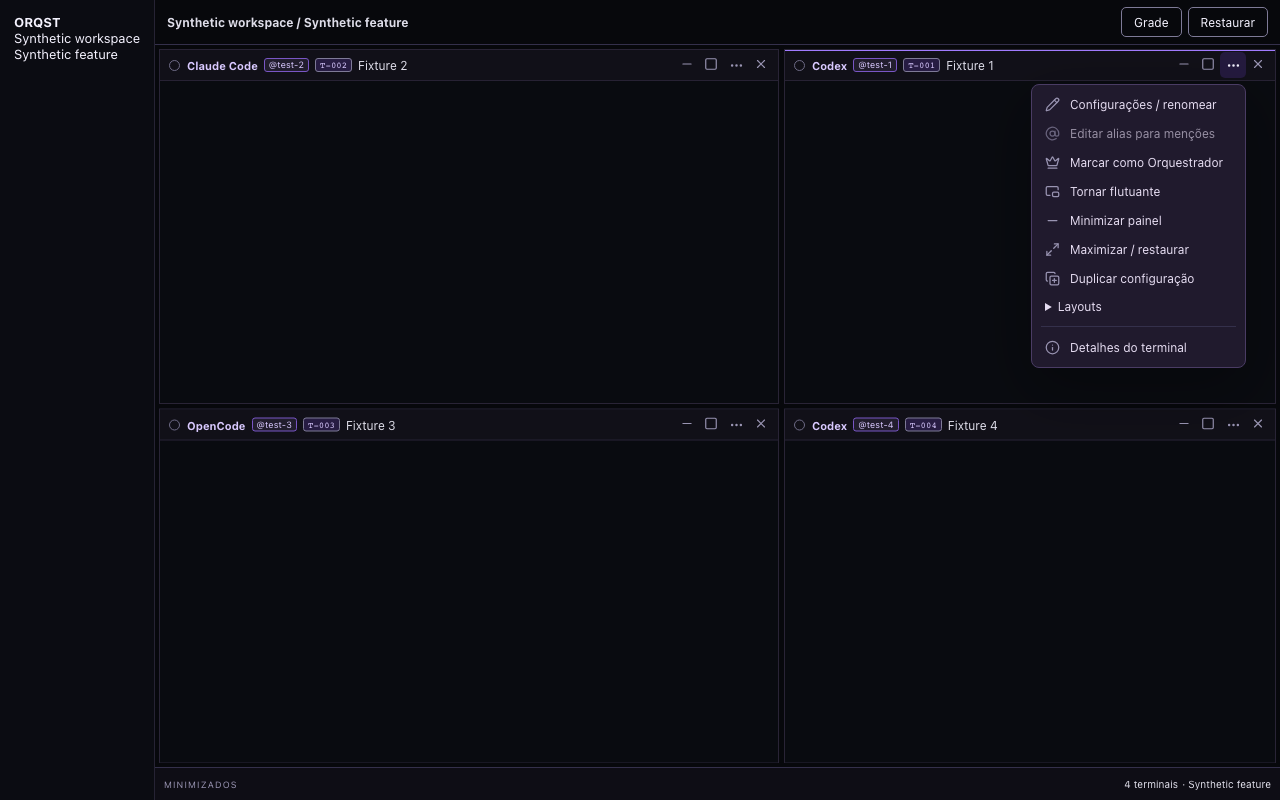 ORQST
Synthetic workspace
Synthetic feature
Synthetic workspace / Synthetic feature
Grade
Restaurar
Claude Code @test-2 T-002 Fixture 2
Codex @test-1 T-001 Fixture 1
Configurações / renomear
Editar alias para menções
Marcar como Orquestrador
Tornar flutuante
Minimizar painel
Maximizar / restaurar
Duplicar configuração
Layouts
Detalhes do terminal
OpenCode @test-3 T-003 Fixture 3
Codex @test-4 T-004 Fixture 4
MINIMIZADOS
4 terminais · Synthetic feature